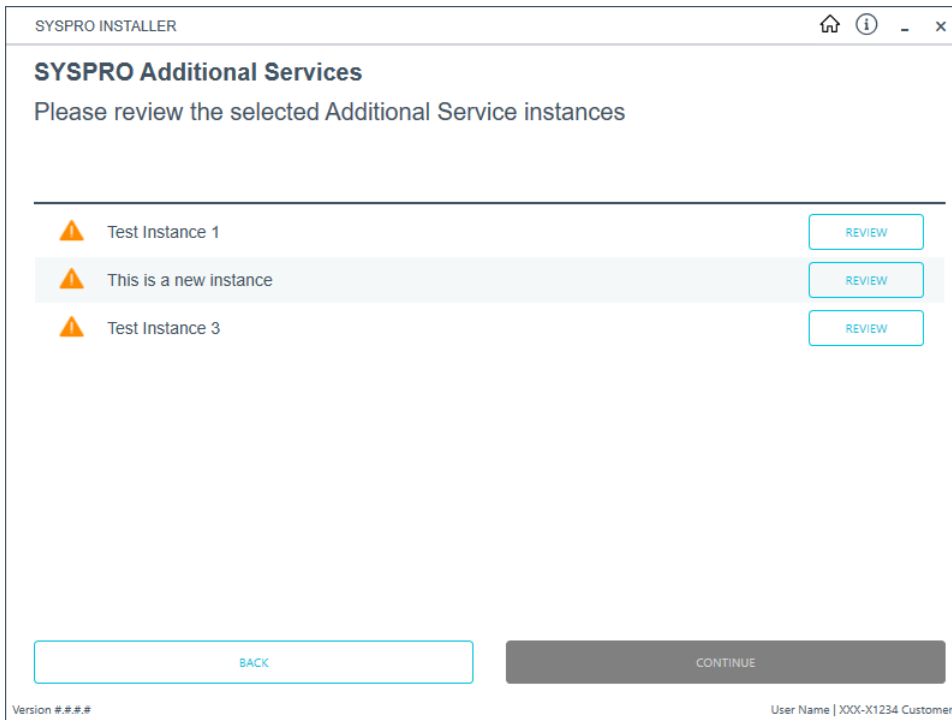 SYSPRO INSTALLER
SYSPRO Additional Services
Please review the selected Additional Service instances
Test Instance 1 REVIEW
This is a new instance REVIEW
Test Instance 3 REVIEW
BACK CONTINUE
Version #.#.#.# User Name | XXX-X1234 Customer